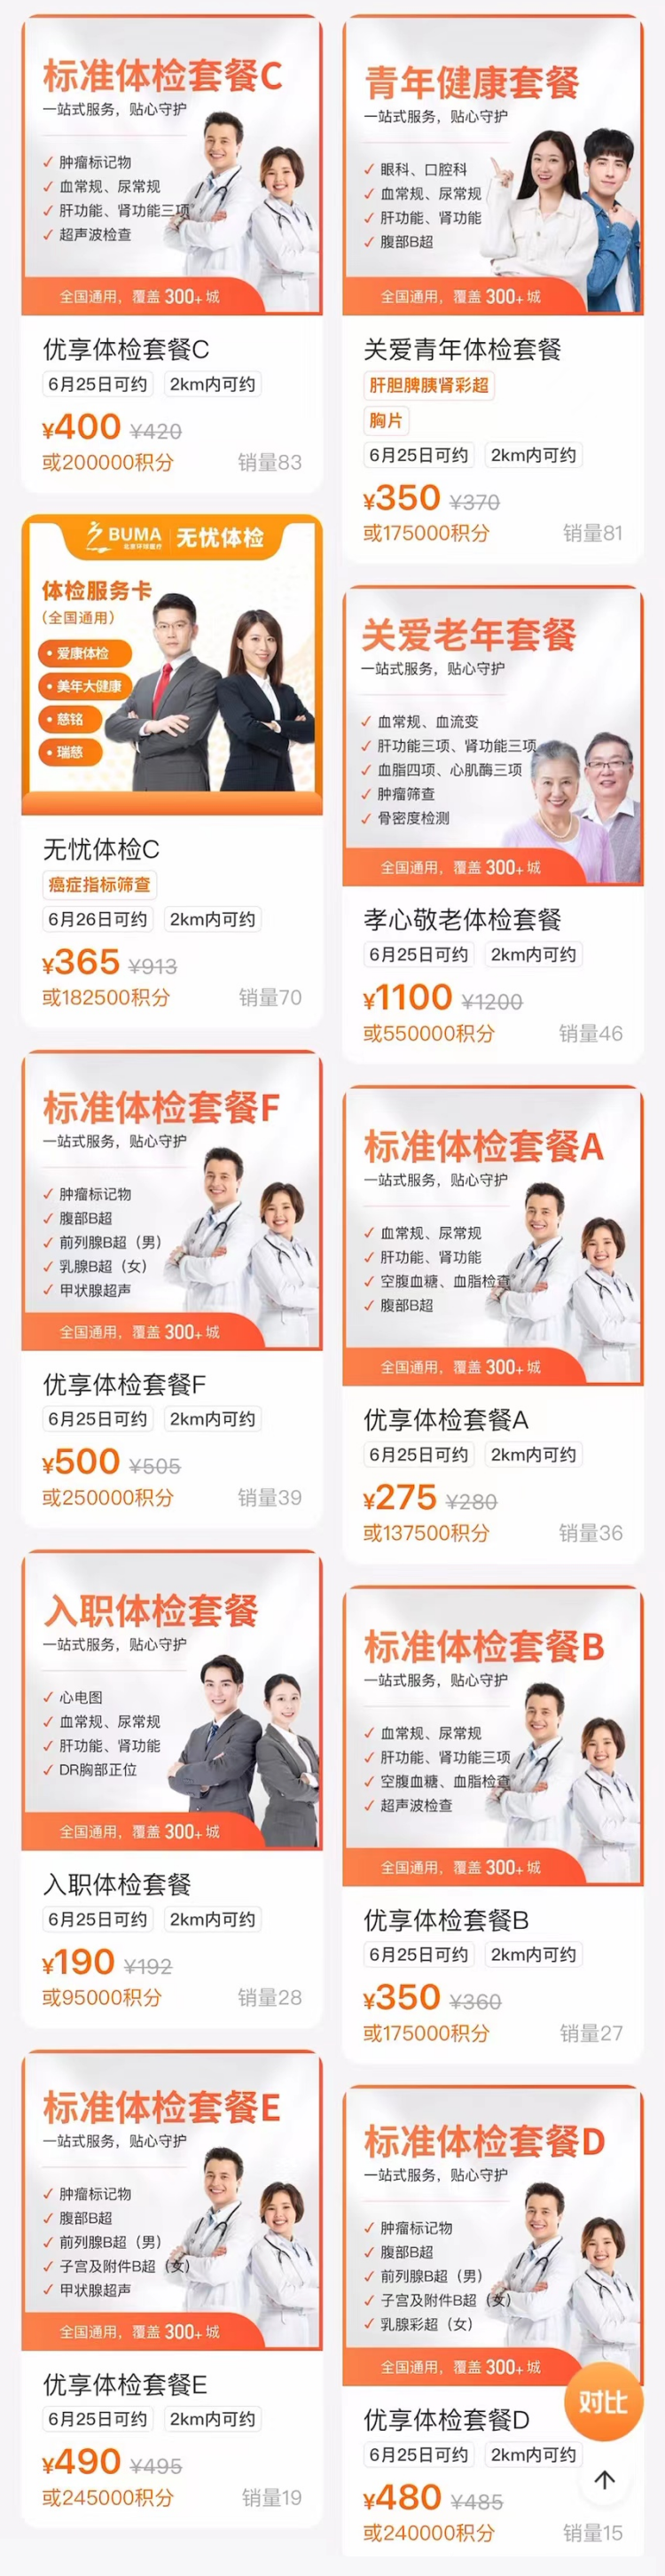 标准体检套餐C
一站式服务，贴心守护
✓ 肿瘤标记物
✓ 血常规、尿常规
✓ 肝功能、肾功能三项
✓ 超声波检查
全国通用，覆盖 300+ 城
优享体检套餐C
6月25日可约 2km内可约
¥400 ¥420
或200000积分 销量83
青年健康套餐
一站式服务，贴心守护
✓ 眼科、口腔科
✓ 血常规、尿常规
✓ 肝功能、肾功能
✓ 腹部B超
全国通用，覆盖 300+ 城
关爱青年体检套餐
肝胆脾胰肾彩超
胸片
6月25日可约 2km内可约
¥350 ¥370
或175000积分 销量81
BUMA 无忧体检
体检服务卡
（全国通用）
• 爱康体检
• 美年大健康
• 慈铭
• 瑞慈
无忧体检C
癌症指标筛查
6月26日可约 2km内可约
¥365 ¥913
或182500积分 销量70
关爱老年套餐
一站式服务，贴心守护
✓ 血常规、血流变
✓ 肝功能三项、肾功能三项
✓ 血脂四项、心肌酶三项
✓ 肿瘤筛查
✓ 骨密度检测
全国通用，覆盖 300+ 城
孝心敬老体检套餐
6月25日可约 2km内可约
¥1100 ¥1200
或550000积分 销量46
标准体检套餐F
一站式服务，贴心守护
✓ 肿瘤标记物
✓ 腹部B超
✓ 前列腺B超（男）
✓ 乳腺B超（女）
✓ 甲状腺超声
全国通用，覆盖 300+ 城
优享体检套餐F
6月25日可约 2km内可约
¥500 ¥505
或250000积分 销量39
标准体检套餐A
一站式服务，贴心守护
✓ 血常规、尿常规
✓ 肝功能、肾功能
✓ 空腹血糖、血脂检查
✓ 腹部B超
全国通用，覆盖 300+ 城
优享体检套餐A
6月25日可约 2km内可约
¥275 ¥280
或137500积分 销量36
入职体检套餐
一站式服务，贴心守护
✓ 心电图
✓ 血常规、尿常规
✓ 肝功能、肾功能
✓ DR胸部正位
全国通用，覆盖 300+ 城
入职体检套餐
6月25日可约 2km内可约
¥190 ¥192
或95000积分 销量28
标准体检套餐B
一站式服务，贴心守护
✓ 血常规、尿常规
✓ 肝功能、肾功能三项
✓ 空腹血糖、血脂检查
✓ 超声波检查
全国通用，覆盖 300+ 城
优享体检套餐B
6月25日可约 2km内可约
¥350 ¥360
或175000积分 销量27
标准体检套餐E
一站式服务，贴心守护
✓ 肿瘤标记物
✓ 腹部B超
✓ 前列腺B超（男）
✓ 子宫及附件B超（女）
✓ 甲状腺超声
全国通用，覆盖 300+ 城
优享体检套餐E
6月25日可约 2km内可约
¥490 ¥495
或245000积分 销量19
标准体检套餐D
一站式服务，贴心守护
✓ 肿瘤标记物
✓ 腹部B超
✓ 前列腺B超（男）
✓ 子宫及附件B超（女）
✓ 乳腺彩超（女）
全国通用，覆盖 300+ 城
对比
优享体检套餐D
6月25日可约 2km内可约
¥480 ¥485
或240000积分 销量15